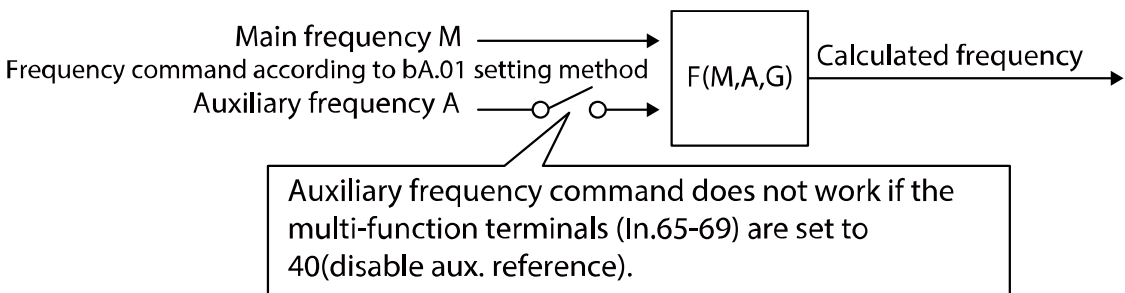 Main frequency M
Frequency command according to bA.01 setting method
Auxiliary frequency A
F(M,A,G)
Calculated frequency
Auxiliary frequency command does not work if the
multi-function terminals (In.65-69) are set to
40(disable aux. reference).